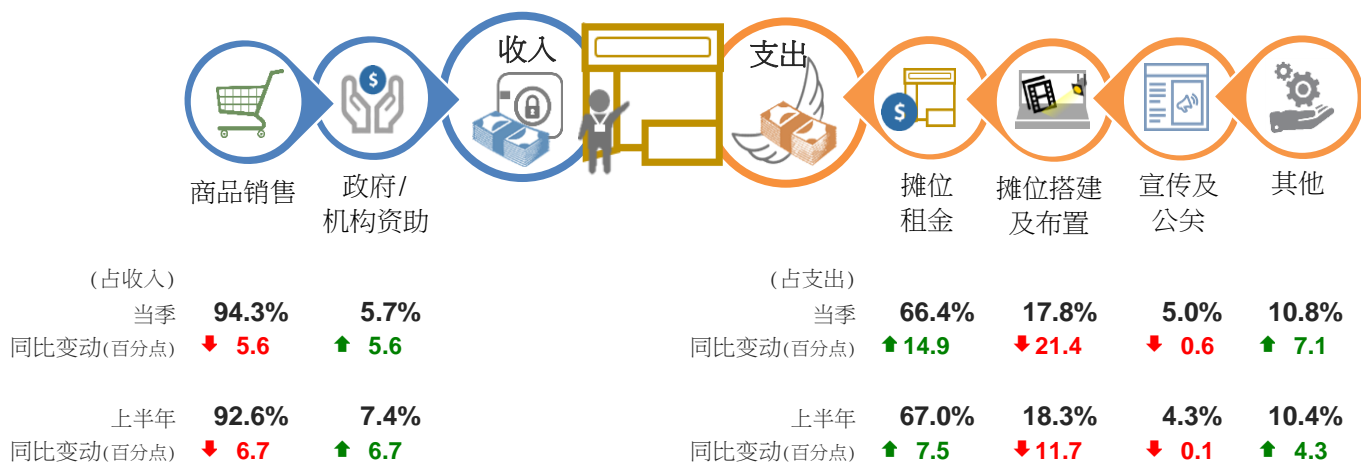 收入
支出
商品销售
政府/
机构资助
摊位
租金
摊位搭建
及布置
宣传及
公关
其他
(占收入)
当季 94.3% 5.7%
同比变动(百分点) 5.6 5.6
上半年 92.6% 7.4%
同比变动(百分点) 6.7 6.7
(占支出)
当季 66.4% 17.8% 5.0% 10.8%
同比变动(百分点) 14.9 21.4 0.6 7.1
上半年 67.0% 18.3% 4.3% 10.4%
同比变动(百分点) 7.5 11.7 0.1 4.3